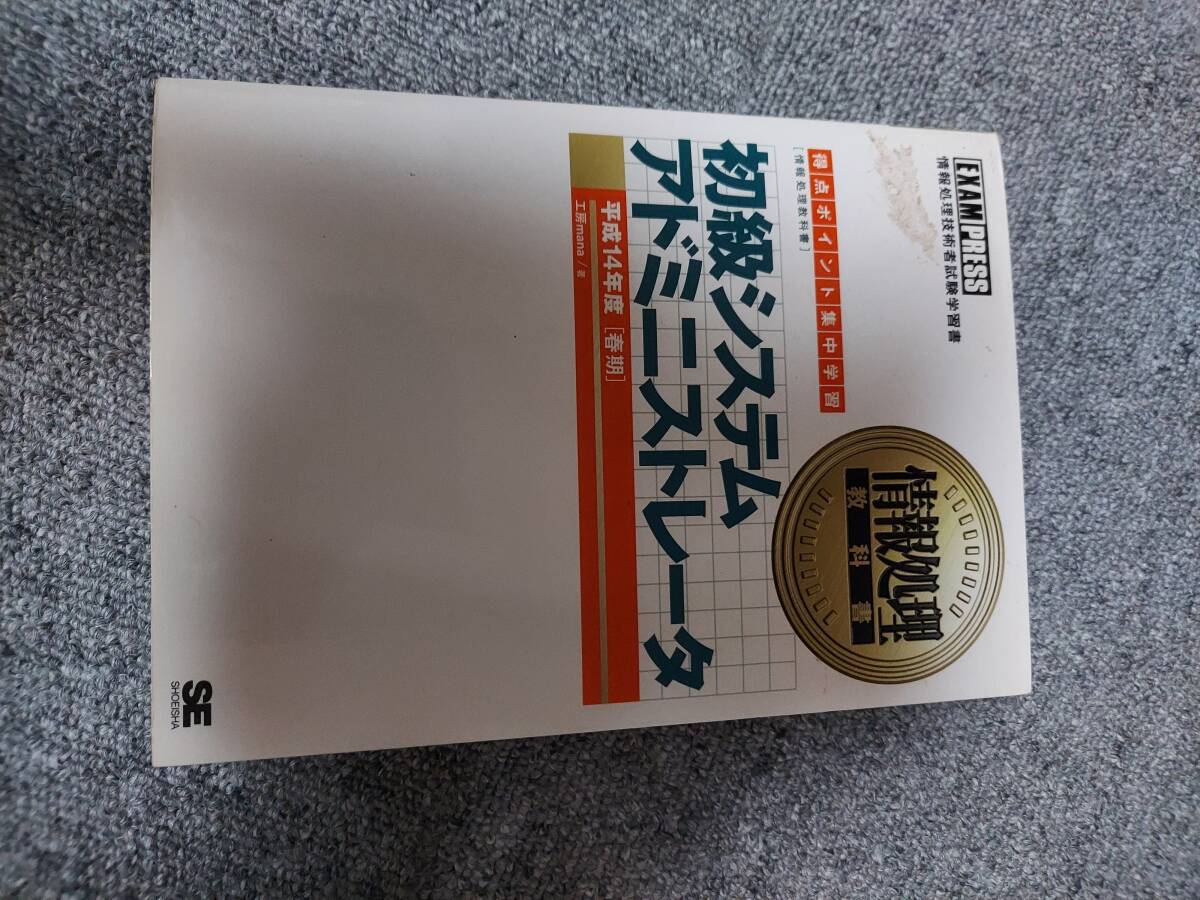 EXAM PRESS
情報処理技術者試験学習書
情報処理
教科書
得点ポイント集中学習
[情報処理教科書]
初級システム
アドミニストレータ
平成14年度 [春期]
工房mana/著
SE
SHOEISHA